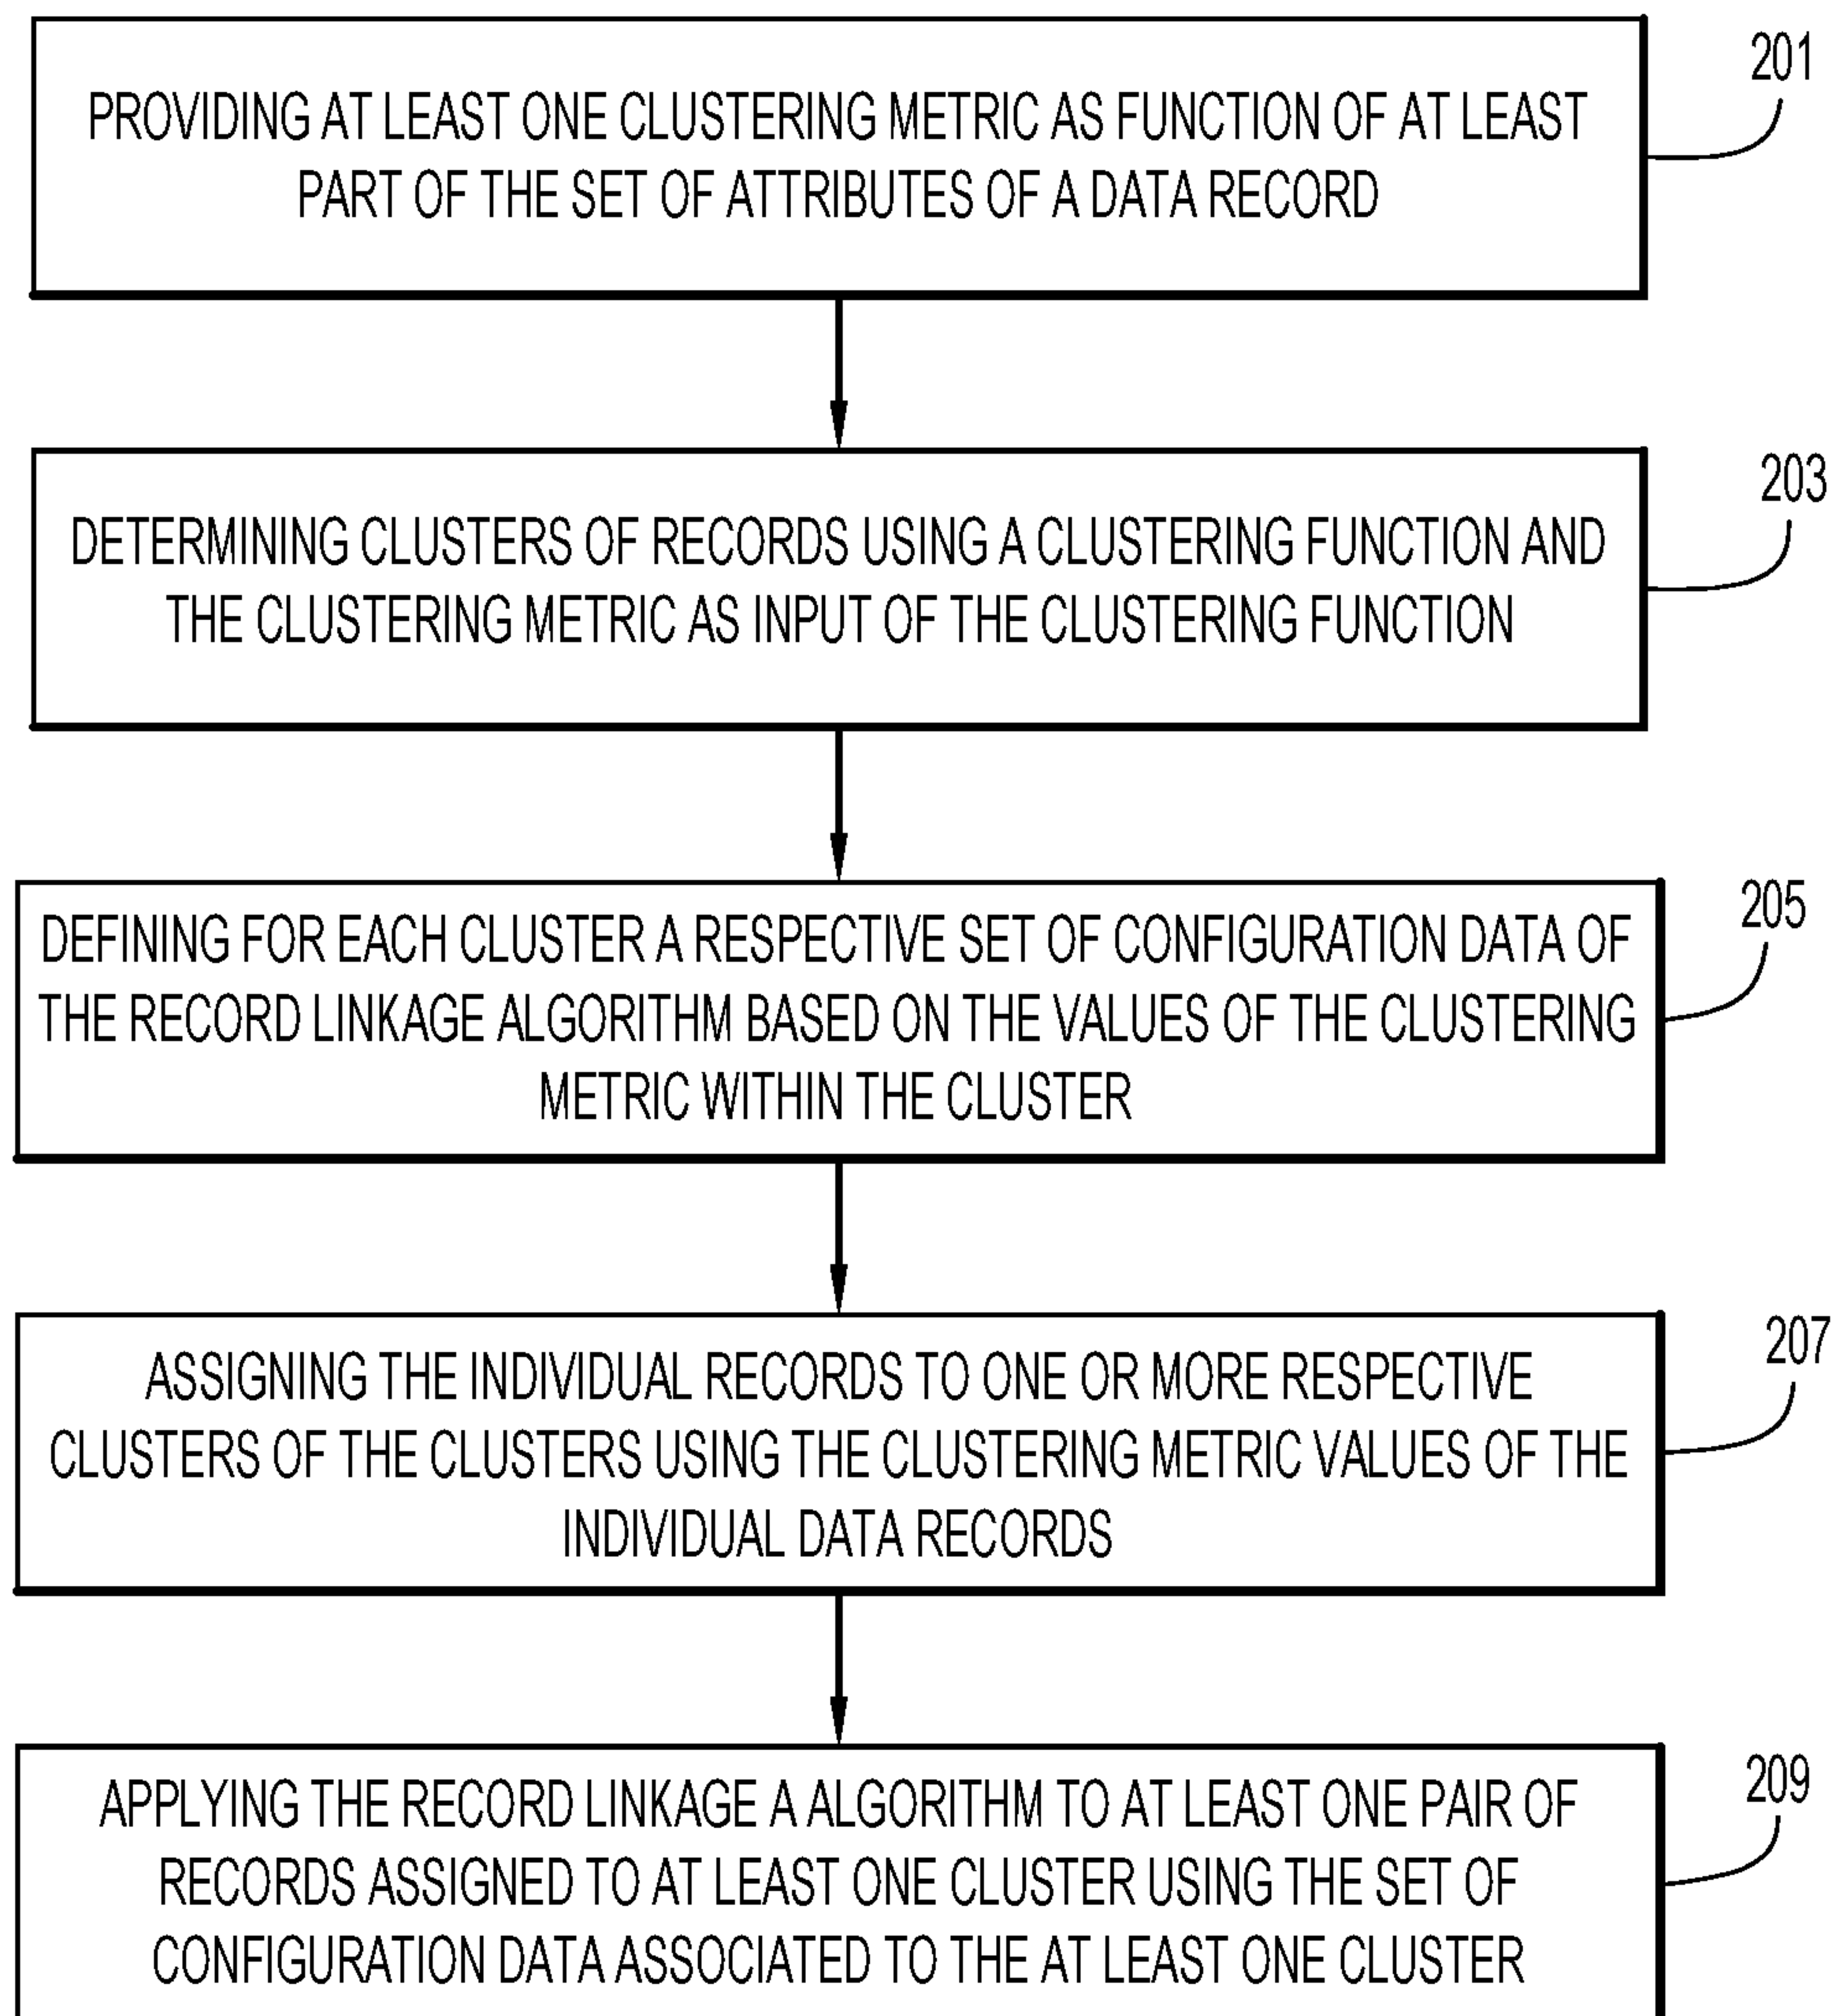 201
PROVIDING AT LEAST ONE CLUSTERING METRIC AS FUNCTION OF AT LEAST
PART OF THE SET OF ATTRIBUTES OF A DATA RECORD
203
DETERMINING CLUSTERS OF RECORDS USING A CLUSTERING FUNCTION AND
THE CLUSTERING METRIC AS INPUT OF THE CLUSTERING FUNCTION
205
DEFINING FOR EACH CLUSTER A RESPECTIVE SET OF CONFIGURATION DATA OF
THE RECORD LINKAGE ALGORITHM BASED ON THE VALUES OF THE CLUSTERING
METRIC WITHIN THE CLUSTER
207
ASSIGNING THE INDIVIDUAL RECORDS TO ONE OR MORE RESPECTIVE
CLUSTERS OF THE CLUSTERS USING THE CLUSTERING METRIC VALUES OF THE
INDIVIDUAL DATA RECORDS
209
APPLYING THE RECORD LINKAGE A ALGORITHM TO AT LEAST ONE PAIR OF
RECORDS ASSIGNED TO AT LEAST ONE CLUSTER USING THE SET OF
CONFIGURATION DATA ASSOCIATED TO THE AT LEAST ONE CLUSTER